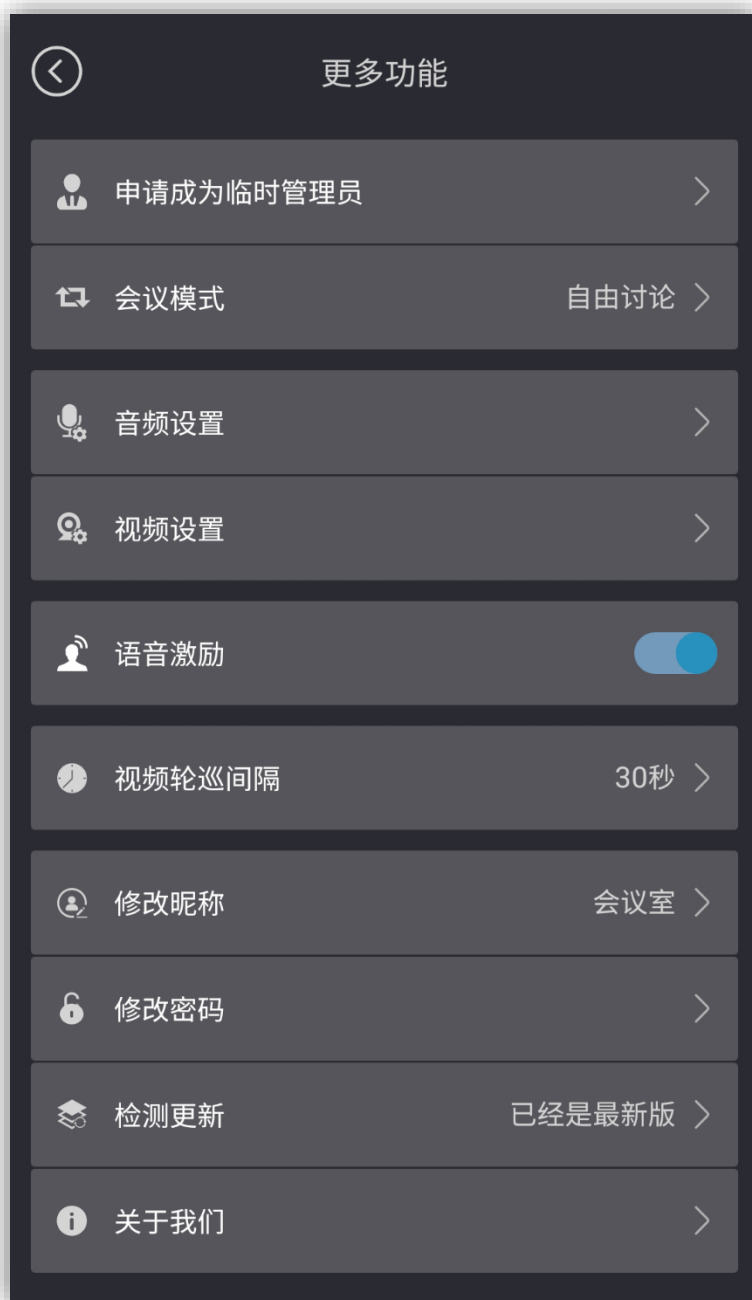 更多功能
申请成为临时管理员
会议模式 自由讨论
音频设置
视频设置
语音激励
视频轮巡间隔 30秒
修改昵称 会议室
修改密码
检测更新 已经是最新版
关于我们